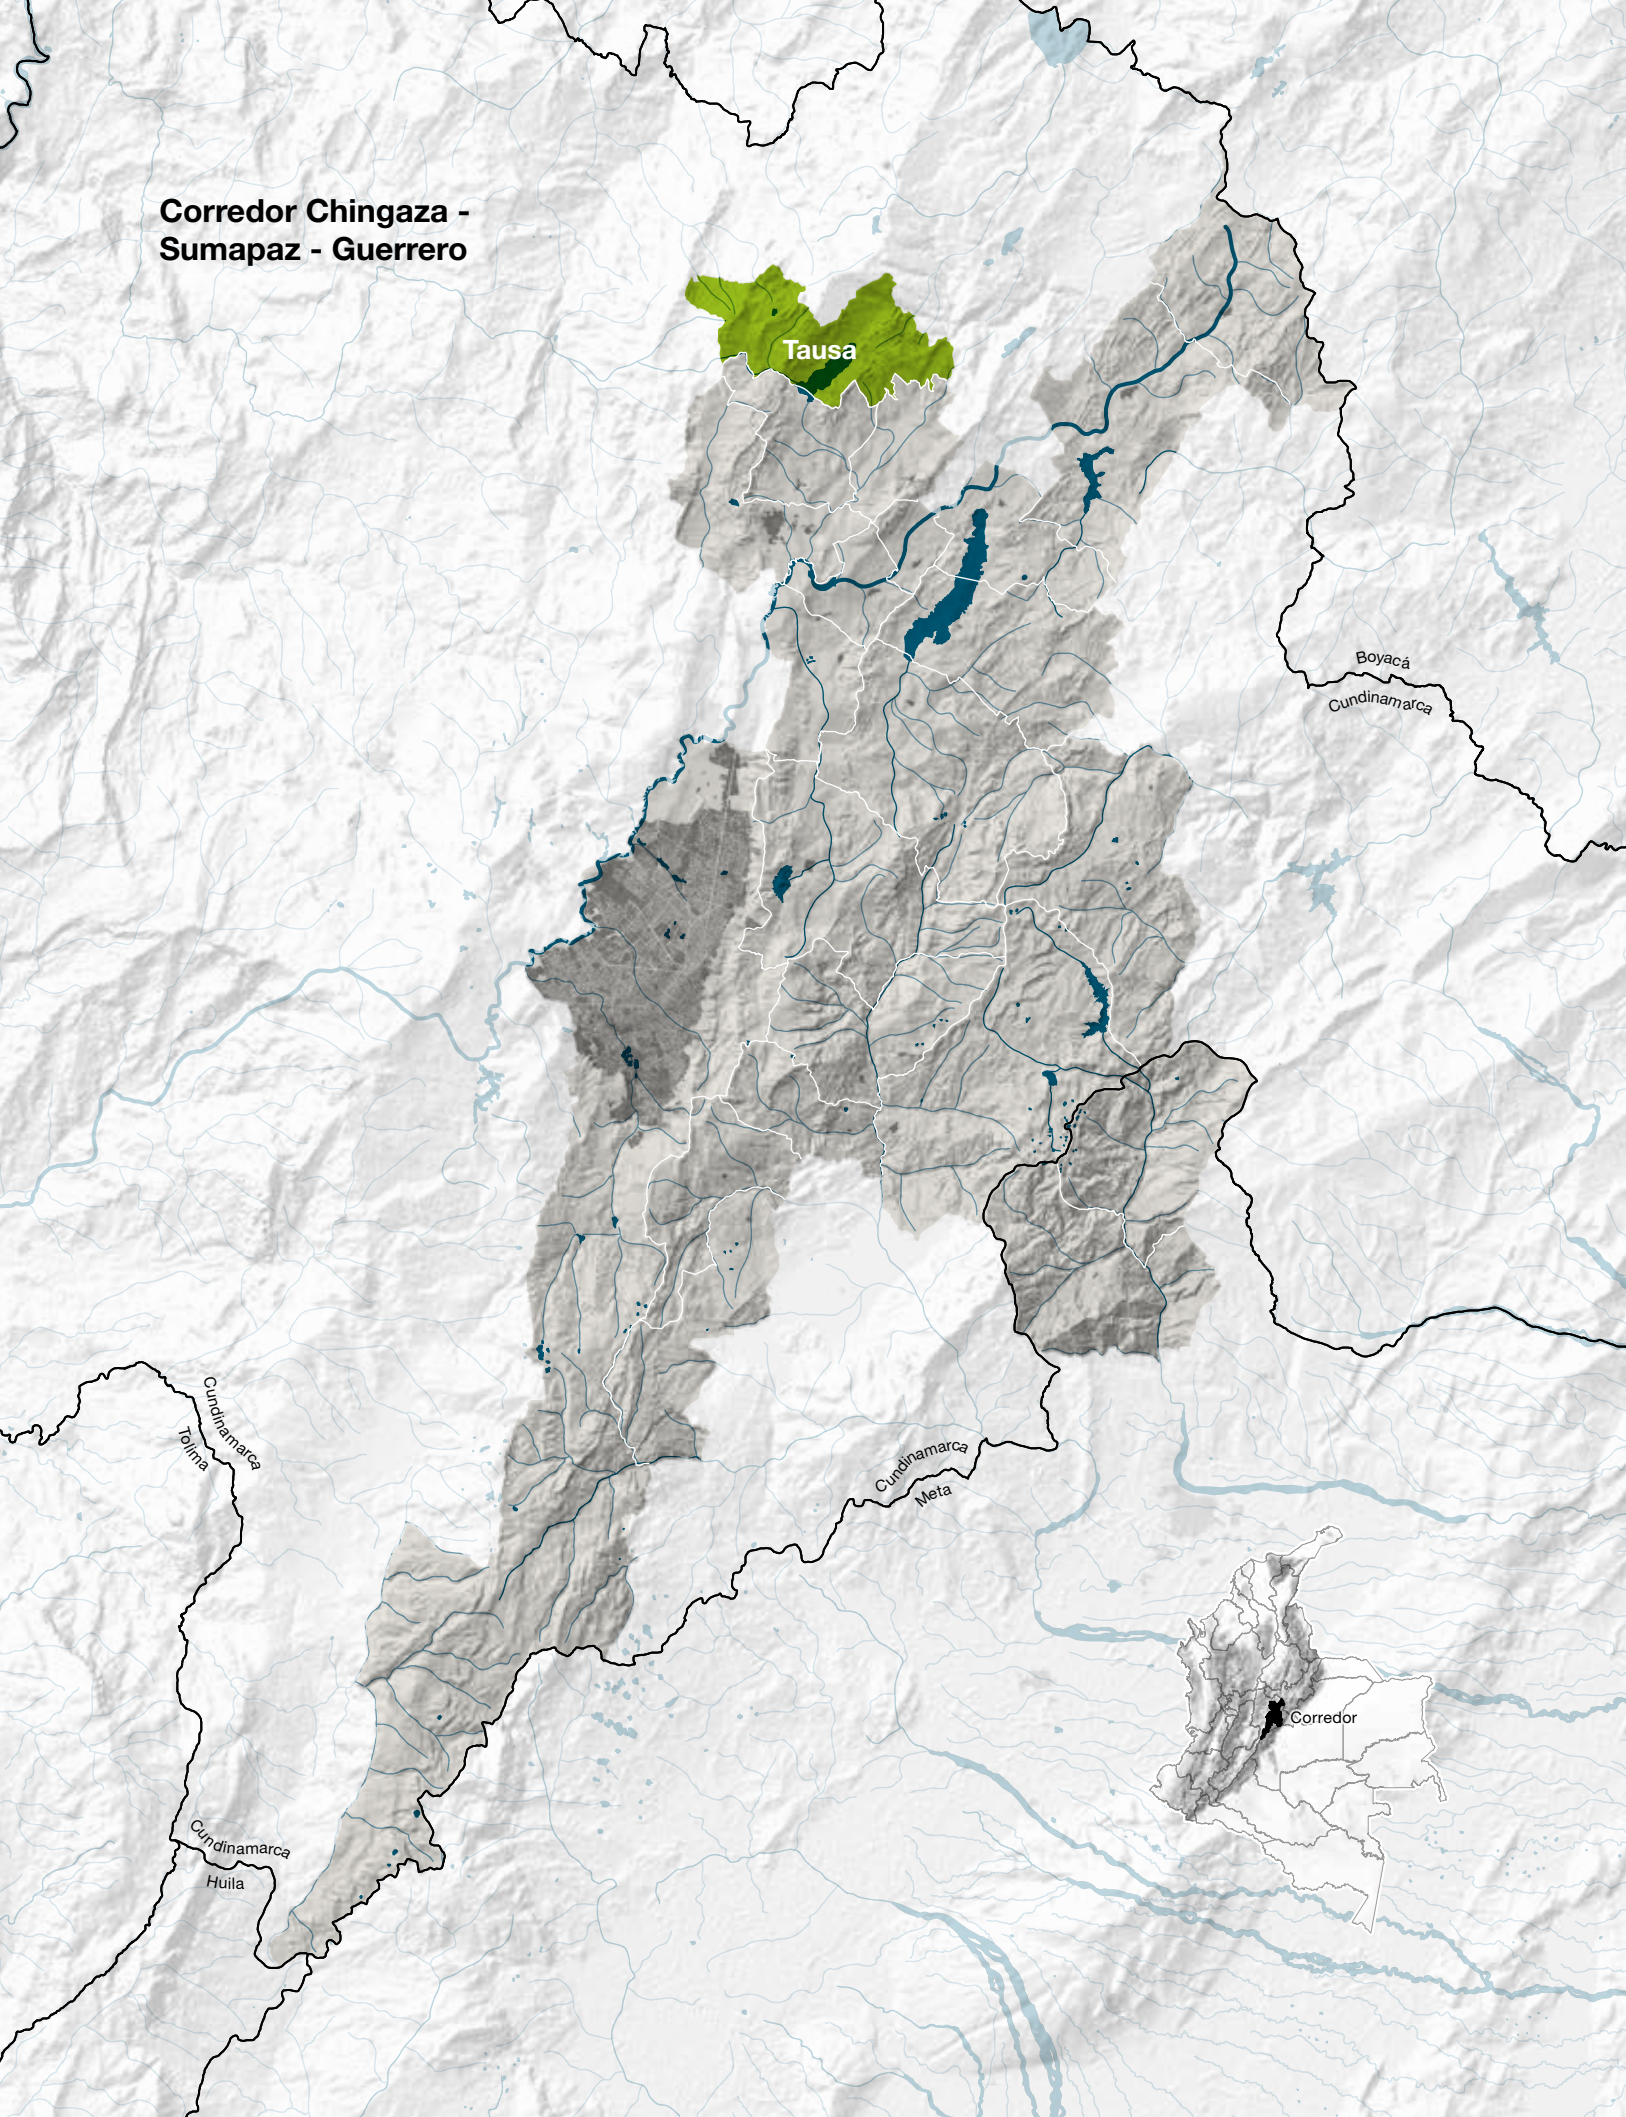 Corredor Chingaza -
Sumapaz - Guerrero
Tausa
Boyacá
Cundinamarca
Cundinamarca
Tolima
Cundinamarca
Meta
Corredor
Cundinamarca
Huila